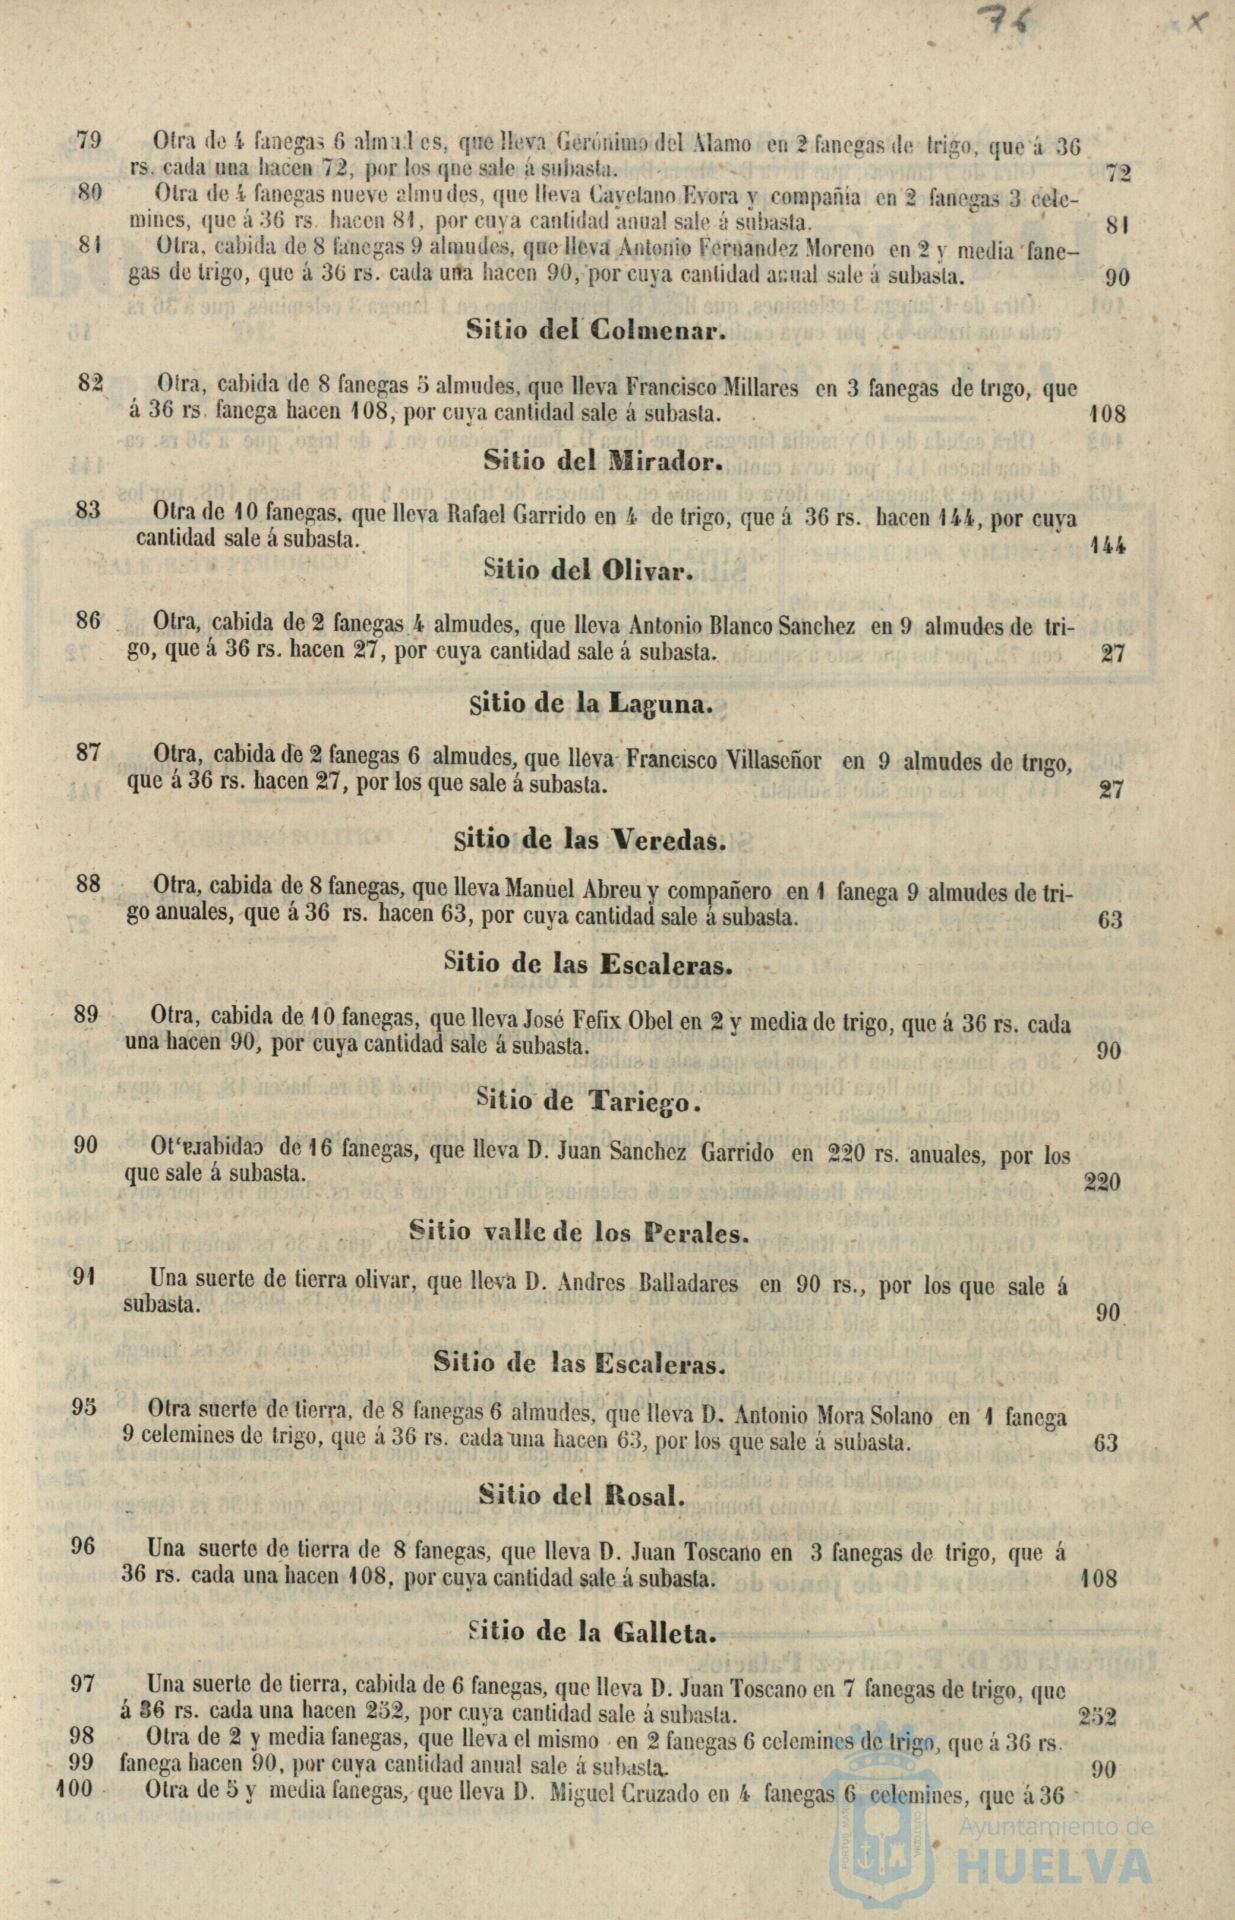 76 x
79 Otra de 4 fanegas 6 almudes, que lleva Gerónimo del Alamo en 2 fanegas de trigo, que á 36
rs. cada una hacen 72, por los que sale á subasta. 72
80 Otra de 4 fanegas nueve almudes, que lleva Cayetano Evora y compañía en 2 fanegas 3 cele-
mines, que á 36 rs. hacen 81, por cuya cantidad anual sale á subasta. 81
81 Otra, cabida de 8 fanegas 9 almudes, que lleva Antonio Fernandez Moreno en 2 y media fane-
gas de trigo, que á 36 rs. cada una hacen 90, por cuya cantidad anual sale á subasta. 90
Sitio del Colmenar.
82 Otra, cabida de 8 fanegas 5 almudes, que lleva Francisco Millares en 3 fanegas de trigo, que
á 36 rs. fanega hacen 108, por cuya cantidad sale á subasta. 108
Sitio del Mirador.
83 Otra de 10 fanegas, que lleva Rafael Garrido en 4 de trigo, que á 36 rs. hacen 144, por cuya
cantidad sale á subasta. 144
Sitio del Olivar.
86 Otra, cabida de 2 fanegas 4 almudes, que lleva Antonio Blanco Sanchez en 9 almudes de tri-
go, que á 36 rs. hacen 27, por cuya cantidad sale á subasta. 27
Sitio de la Laguna.
87 Otra, cabida de 2 fanegas 6 almudes, que lleva Francisco Villaseñor en 9 almudes de trigo,
que á 36 rs. hacen 27, por los que sale á subasta. 27
Sitio de las Veredas.
88 Otra, cabida de 8 fanegas, que lleva Manuel Abreu y compañero en 1 fanega 9 almudes de tri-
go anuales, que á 36 rs. hacen 63, por cuya cantidad sale á subasta. 63
Sitio de las Escaleras.
89 Otra, cabida de 10 fanegas, que lleva José Fefix Obel en 2 y media de trigo, que á 36 rs. cada
una hacen 90, por cuya cantidad sale á subasta. 90
Sitio de Tariego.
90 de 16 fanegas, que lleva D. Juan Sanchez Garrido en 220 rs. anuales, por los
que sale á subasta. 220
Sitio valle de los Perales.
91 Una suerte de tierra olivar, que lleva D. Andres Balladares en 90 rs., por los que sale á
subasta. 90
Sitio de las Escaleras.
95 Otra suerte de tierra, de 8 fanegas 6 almudes, que lleva D. Antonio Mora Solano en 1 fanega
9 celemines de trigo, que á 36 rs. cada una hacen 63, por los que sale á subasta. 63
Sitio del Rosal.
96 Una suerte de tierra de 8 fanegas, que lleva D. Juan Toscano en 3 fanegas de trigo, que á
36 rs. cada una hacen 108, por cuya cantidad sale á subasta. 108
Sitio de la Galleta.
97 Una suerte de tierra, cabida de 6 fanegas, que lleva D. Juan Toscano en 7 fanegas de trigo, que
á 36 rs. cada una hacen 252, por cuya cantidad sale á subasta. 252
98 Otra de 2 y media fanegas, que lleva el mismo en 2 fanegas 6 celemines de trigo, que á 36 rs.
99 fanega hacen 90, por cuya cantidad anual sale á subasta. 90
100 Otra de 5 y media fanegas, que lleva D. Miguel Cruzado en 4 fanegas 6 celemines, que á 36
Ayuntamiento de
HUELVA